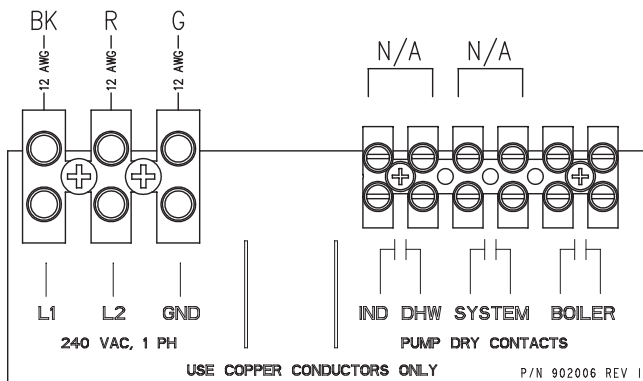 BK R G
12 AWG 12 AWG 12 AWG
N/A N/A
L1 L2 GND
IND DHW SYSTEM BOILER
240 VAC, 1 PH
PUMP DRY CONTACTS
USE COPPER CONDUCTORS ONLY
P/N 902006 REV